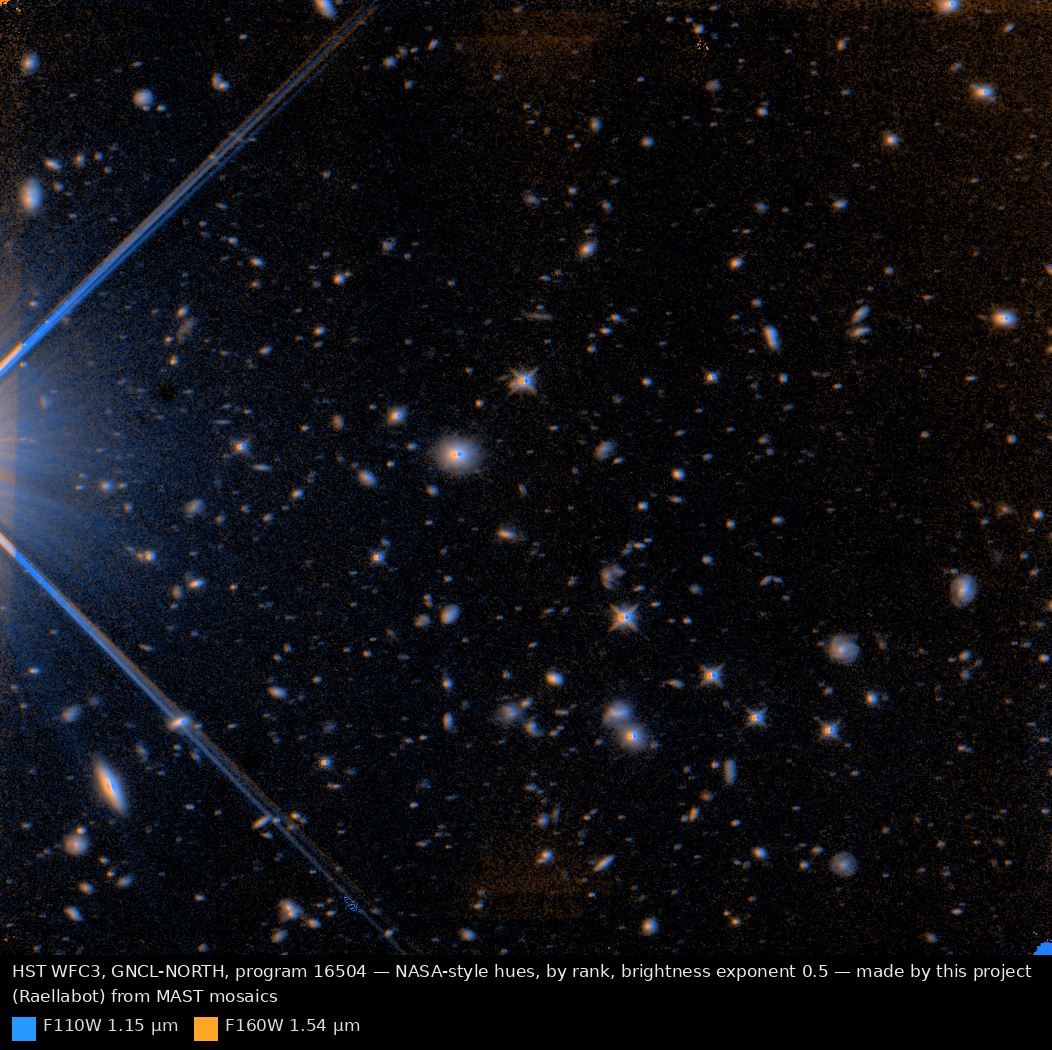 HST WFC3, GNCL-NORTH, program 16504 — NASA-style hues, by rank, brightness exponent 0.5 — made by this project
(Raellabot) from MAST mosaics
F110W 1.15 µm F160W 1.54 µm